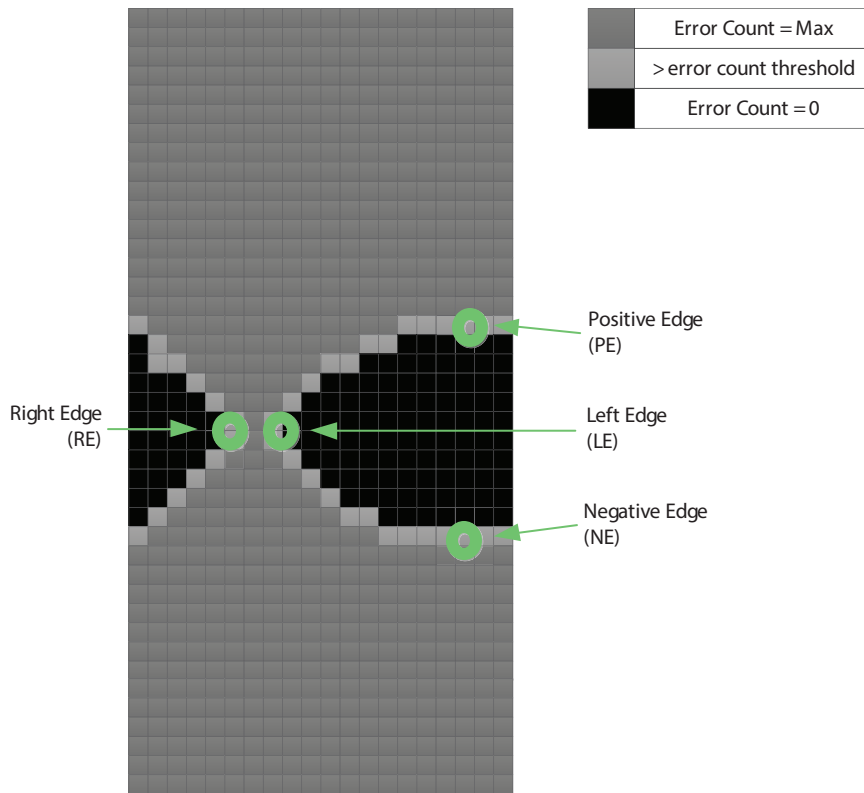 Error Count = Max
> error count threshold
Error Count = 0
Positive Edge
(PE)
Right Edge
(RE)
Left Edge
(LE)
Negative Edge
(NE)